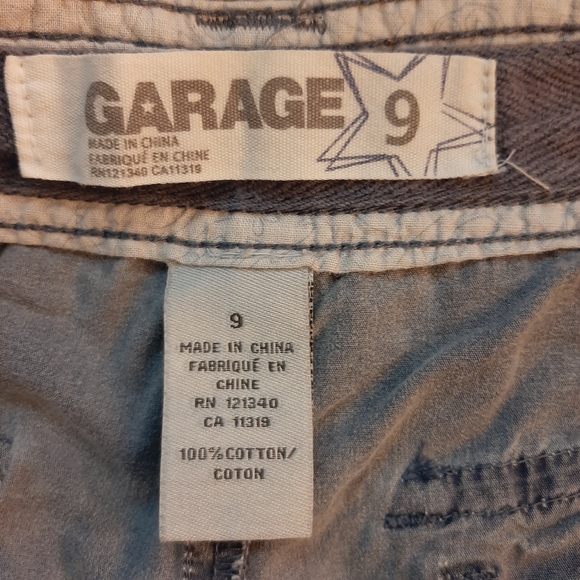 GARAGE 9
MADE IN CHINA
FABRIQUÉ EN CHINE
RN121340 CA11319
9
MADE IN CHINA
FABRIQUÉ EN
CHINE
RN 121340
CA 11319
100% COTTON/
COTON